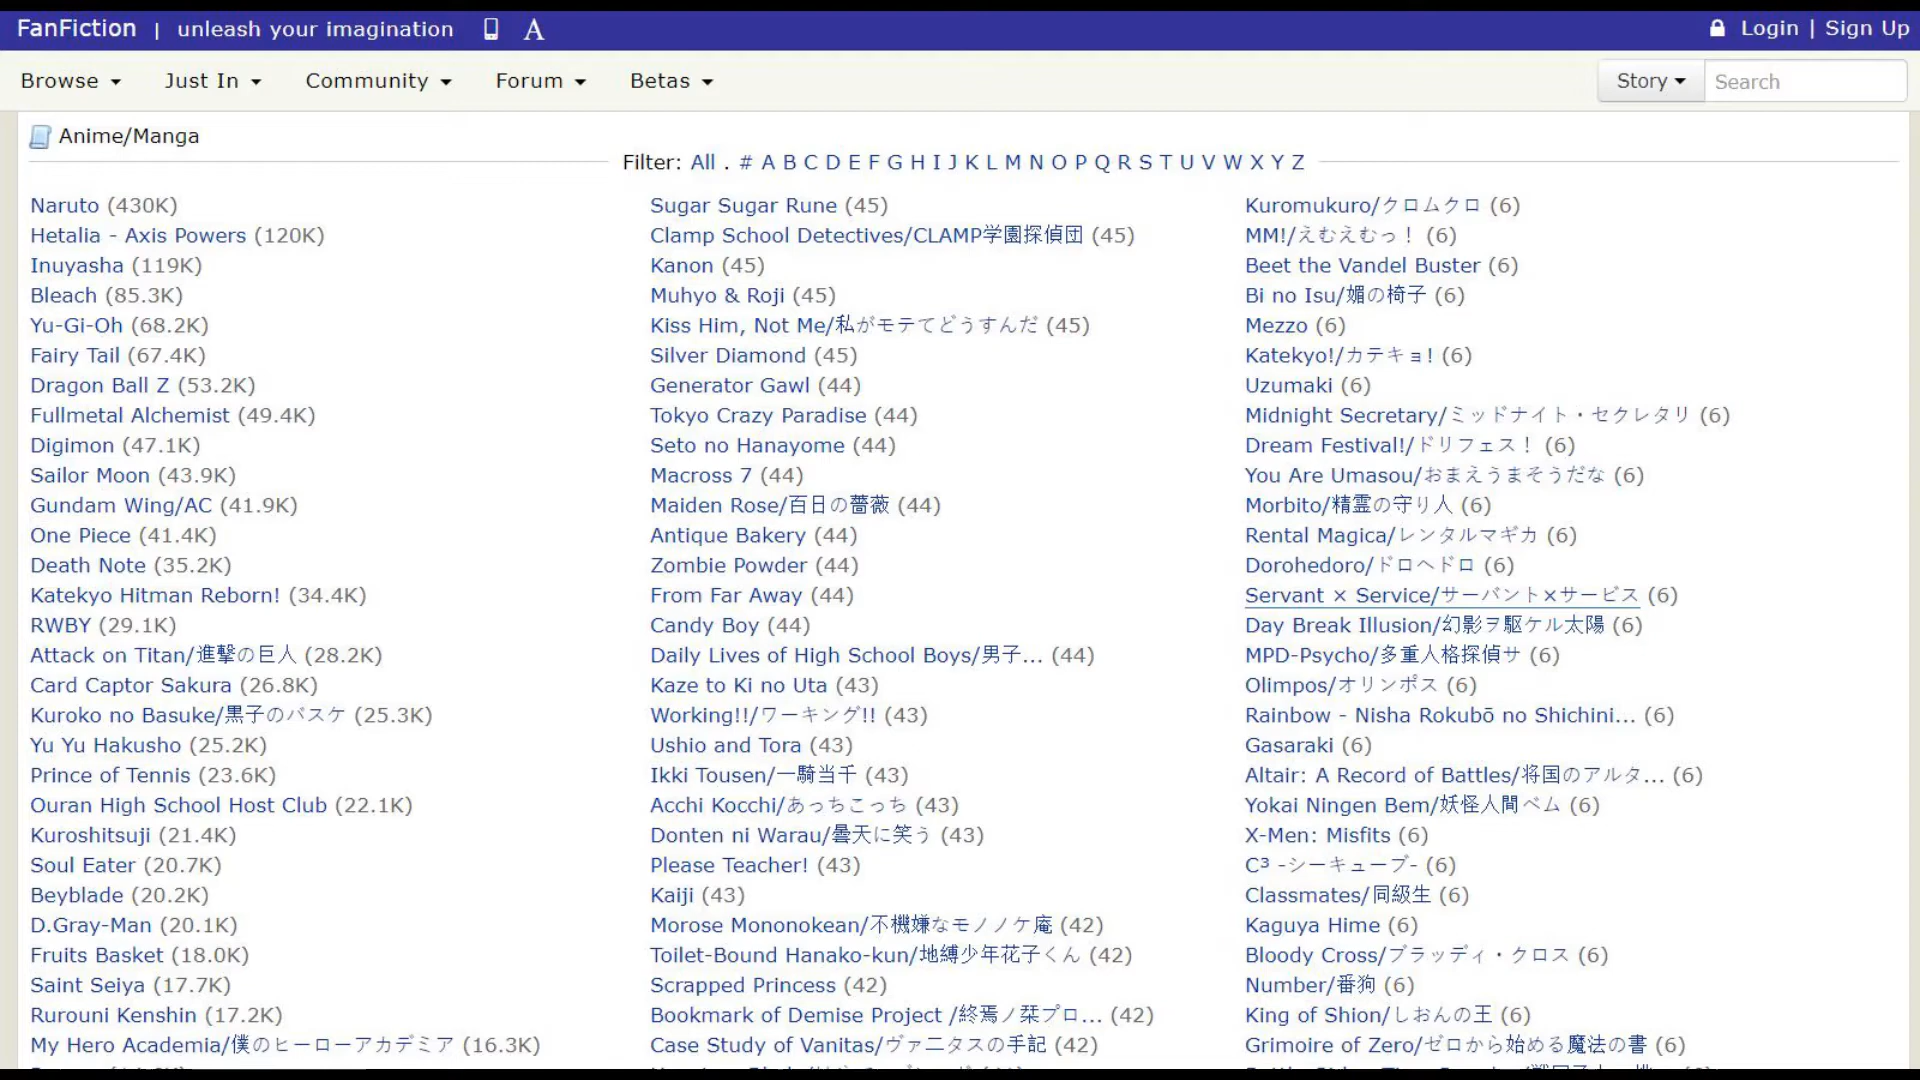 FanFiction | unleash your imagination A Login | Sign Up
Browse Just In Community Forum Betas Story Search
Anime/Manga
Filter: All . # A B C D E F G H I J K L M N O P Q R S T U V W X Y Z
Naruto (430K)
Hetalia - Axis Powers (120K)
Inuyasha (119K)
Bleach (85.3K)
Yu-Gi-Oh (68.2K)
Fairy Tail (67.4K)
Dragon Ball Z (53.2K)
Fullmetal Alchemist (49.4K)
Digimon (47.1K)
Sailor Moon (43.9K)
Gundam Wing/AC (41.9K)
One Piece (41.4K)
Death Note (35.2K)
Katekyo Hitman Reborn! (34.4K)
RWBY (29.1K)
Attack on Titan/進撃の巨人 (28.2K)
Card Captor Sakura (26.8K)
Kuroko no Basuke/黒子のバスケ (25.3K)
Yu Yu Hakusho (25.2K)
Prince of Tennis (23.6K)
Ouran High School Host Club (22.1K)
Kuroshitsuji (21.4K)
Soul Eater (20.7K)
Beyblade (20.2K)
D.Gray-Man (20.1K)
Fruits Basket (18.0K)
Saint Seiya (17.7K)
Rurouni Kenshin (17.2K)
My Hero Academia/僕のヒーローアカデミア (16.3K)
Sugar Sugar Rune (45)
Clamp School Detectives/CLAMP学園探偵団 (45)
Kanon (45)
Muhyo & Roji (45)
Kiss Him, Not Me/私がモテてどうすんだ (45)
Silver Diamond (45)
Generator Gawl (44)
Tokyo Crazy Paradise (44)
Seto no Hanayome (44)
Macross 7 (44)
Maiden Rose/百日の薔薇 (44)
Antique Bakery (44)
Zombie Powder (44)
From Far Away (44)
Candy Boy (44)
Daily Lives of High School Boys/男子... (44)
Kaze to Ki no Uta (43)
Working!!/ワーキング!! (43)
Ushio and Tora (43)
Ikki Tousen/一騎当千 (43)
Acchi Kocchi/あっちこっち (43)
Donten ni Warau/曇天に笑う (43)
Please Teacher! (43)
Kaiji (43)
Morose Mononokean/不機嫌なモノノケ庵 (42)
Toilet-Bound Hanako-kun/地縛少年花子くん (42)
Scrapped Princess (42)
Bookmark of Demise Project /終焉ノ栞プロ... (42)
Case Study of Vanitas/ヴァニタスの手記 (42)
Kuromukuro/クロムクロ (6)
MM!/えむえむっ！ (6)
Beet the Vandel Buster (6)
Bi no Isu/媚の椅子 (6)
Mezzo (6)
Katekyo!/カテキョ! (6)
Uzumaki (6)
Midnight Secretary/ミッドナイト・セクレタリ (6)
Dream Festival!/ドリフェス！ (6)
You Are Umasou/おまえうまそうだな (6)
Morbito/精霊の守り人 (6)
Rental Magica/レンタルマギカ (6)
Dorohedoro/ドロヘドロ (6)
Servant × Service/サーバント×サービス (6)
Day Break Illusion/幻影ヲ駆ケル太陽 (6)
MPD-Psycho/多重人格探偵サ (6)
Olimpos/オリンポス (6)
Rainbow - Nisha Rokubō no Shichini... (6)
Gasaraki (6)
Altair: A Record of Battles/将国のアルタ... (6)
Yokai Ningen Bem/妖怪人間ベム (6)
X-Men: Misfits (6)
C³ -シーキューブ- (6)
Classmates/同級生 (6)
Kaguya Hime (6)
Bloody Cross/ブラッディ・クロス (6)
Number/番狗 (6)
King of Shion/しおんの王 (6)
Grimoire of Zero/ゼロから始める魔法の書 (6)